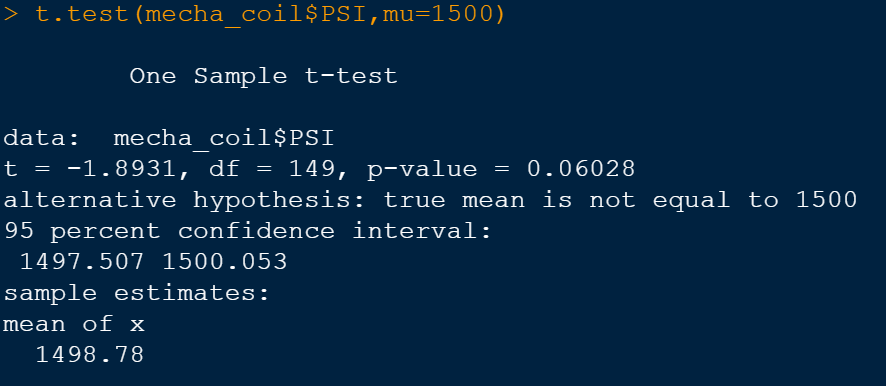 > t.test(mecha_coil$PSI,mu=1500)
One Sample t-test
data:  mecha_coil$PSI
t = -1.8931, df = 149, p-value = 0.06028
alternative hypothesis: true mean is not equal to 1500
95 percent confidence interval:
1497.507 1500.053
sample estimates:
mean of x
1498.78